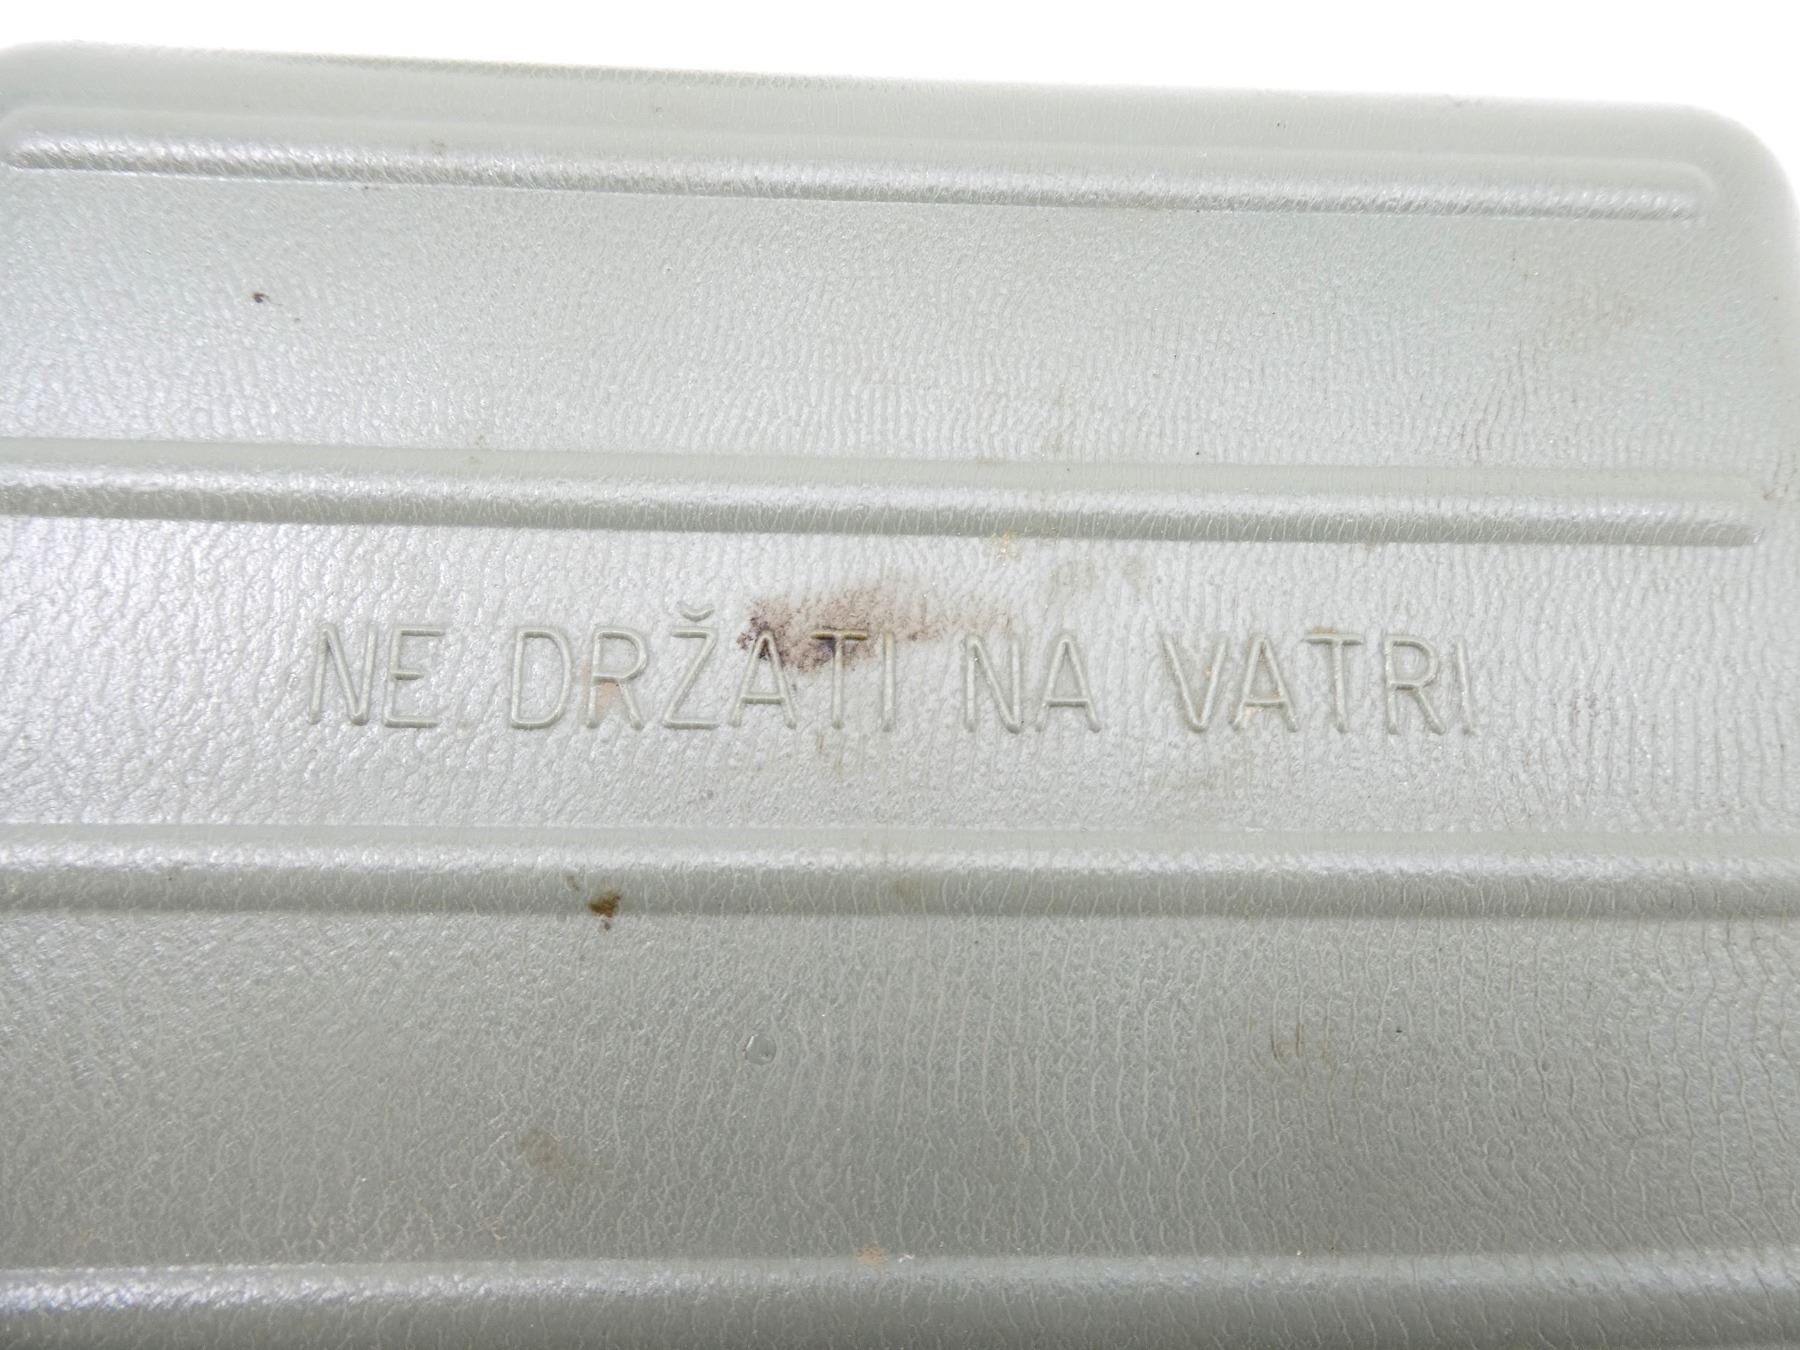 NE DRŽATI NA VATRI